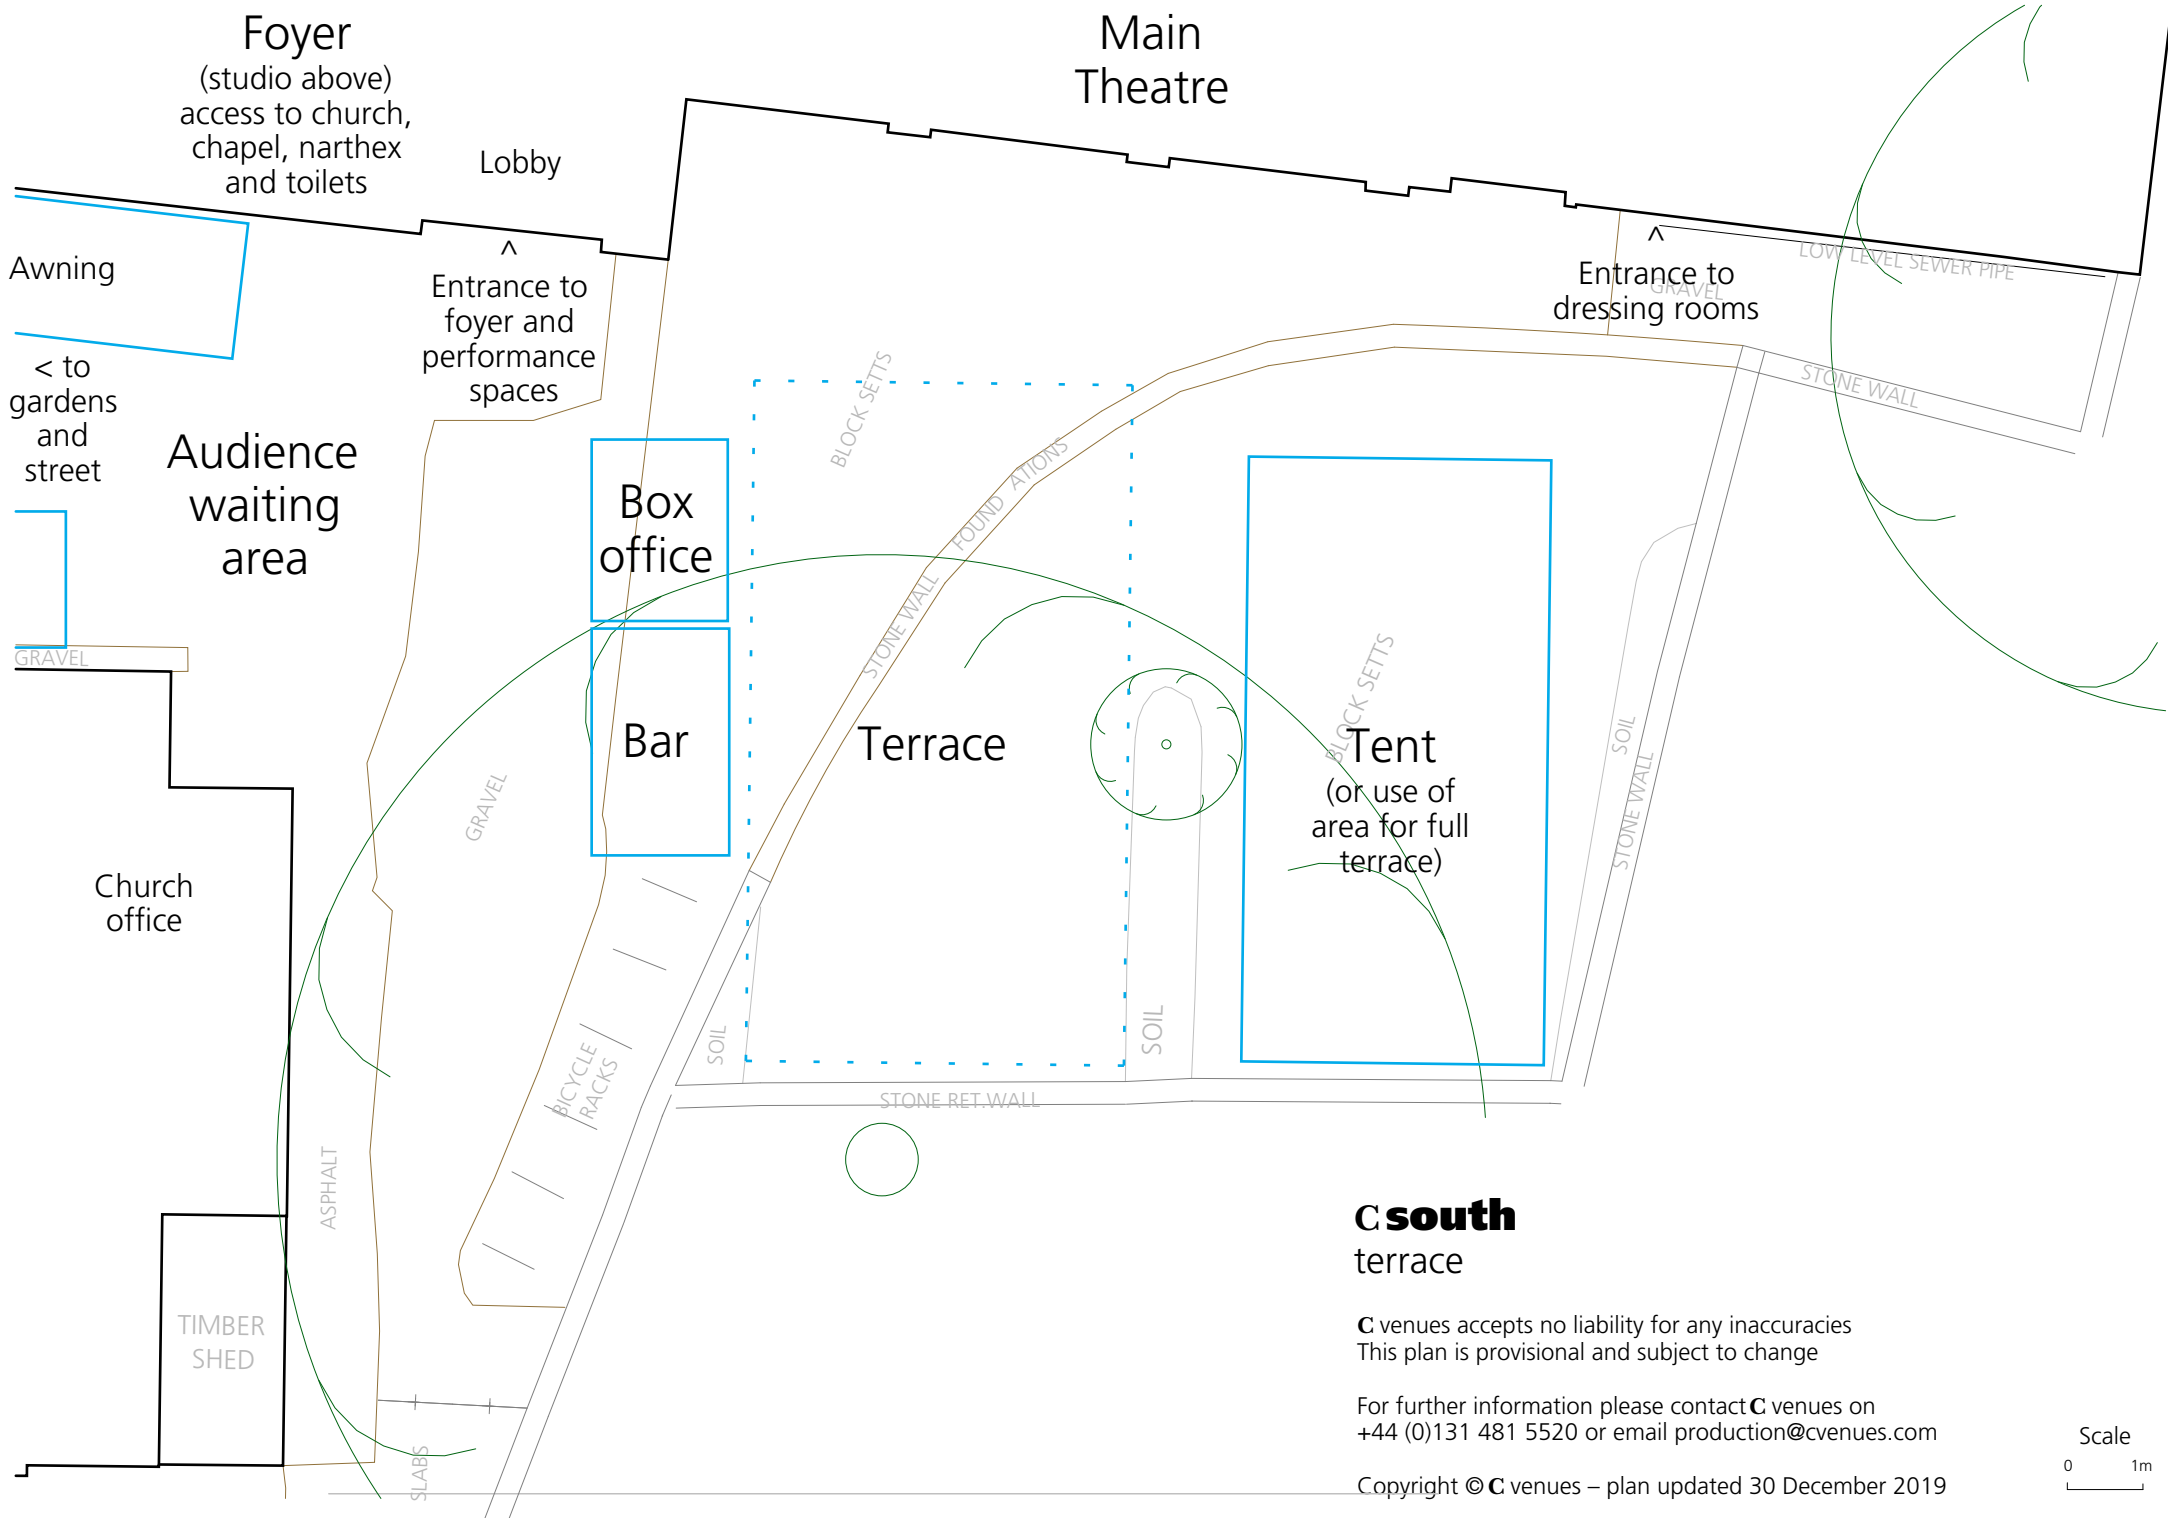 Foyer
(studio above)
access to church,
chapel, narthex
and toilets
Lobby
Main
Theatre
Awning
< to
gardens
and
street
Audience
waiting
area
^
Entrance to
foyer and
performance
spaces
^
Entrance to
dressing rooms
GRAVEL
LOW LEVEL SEWER PIPE
STONE WALL
BLOCK SETTS
Box
office
STONE WALL
FOUND ATIONS
GRAVEL
Bar
Terrace
BLOCK SETTS
Tent
(or use of
area for full
terrace)
SOIL
STONE WALL
GRAVEL
Church
office
SOIL
SOIL
BICYCLE
RACKS
STONE RET.WALL
ASPHALT
TIMBER
SHED
SLABS
C south
terrace
C venues accepts no liability for any inaccuracies
This plan is provisional and subject to change
For further information please contact C venues on
+44 (0)131 481 5520 or email production@cvenues.com
Copyright © C venues – plan updated 30 December 2019
Scale
0 1m